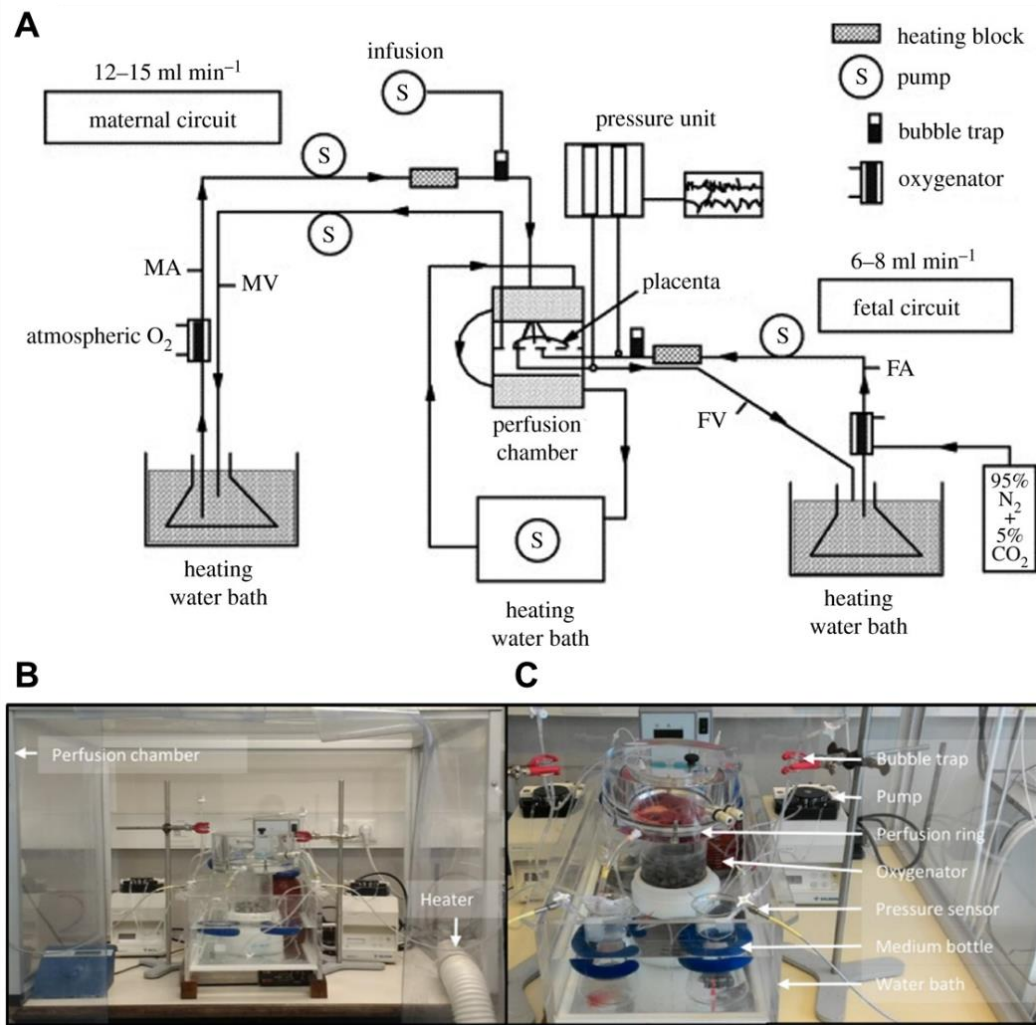 A
12–15 ml min⁻¹
maternal circuit
infusion
S
S
S
MA
MV
atmospheric O₂
heating
water bath
pressure unit
placenta
perfusion
chamber
S
heating
water bath
heating block
S pump
bubble trap
oxygenator
6–8 ml min⁻¹
fetal circuit
S
FA
FV
95%
N₂
+
5%
CO₂
heating
water bath
B
Perfusion chamber
Heater
C
Bubble trap
Pump
Perfusion ring
Oxygenator
Pressure sensor
Medium bottle
Water bath